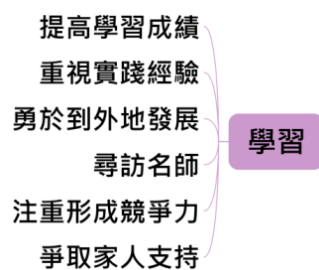 提高學習成績
重視實踐經驗
勇於到外地發展
尋訪名師
注重形成競爭力
爭取家人支持
學習